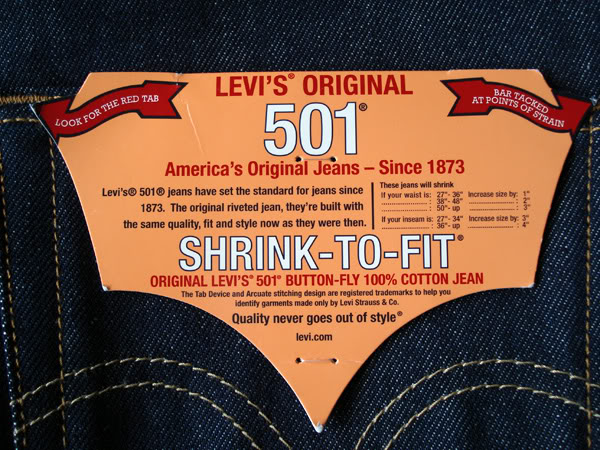 LEVI'S® ORIGINAL
LOOK FOR THE RED TAB
BAR TACKED
AT POINTS OF STRAIN
501®
America's Original Jeans – Since 1873
Levi's® 501® jeans have set the standard for jeans since
1873. The original riveted jean, they're built with
the same quality, fit and style now as they were then.
These jeans will shrink
If your waist is: 27"- 36" Increase size by: 1"
........................ : 38"- 48" ........................ : 2"
........................ : 50"- up ........................ : 3"
If your inseam is: 27"- 34" Increase size by: 3"
........................ : 36"- up ........................ : 4"
SHRINK-TO-FIT®
ORIGINAL LEVI'S® 501® BUTTON-FLY 100% COTTON JEAN
The Tab Device and Arcuate stitching design are registered trademarks to help you
identify garments made only by Levi Strauss & Co.
Quality never goes out of style®
levi.com